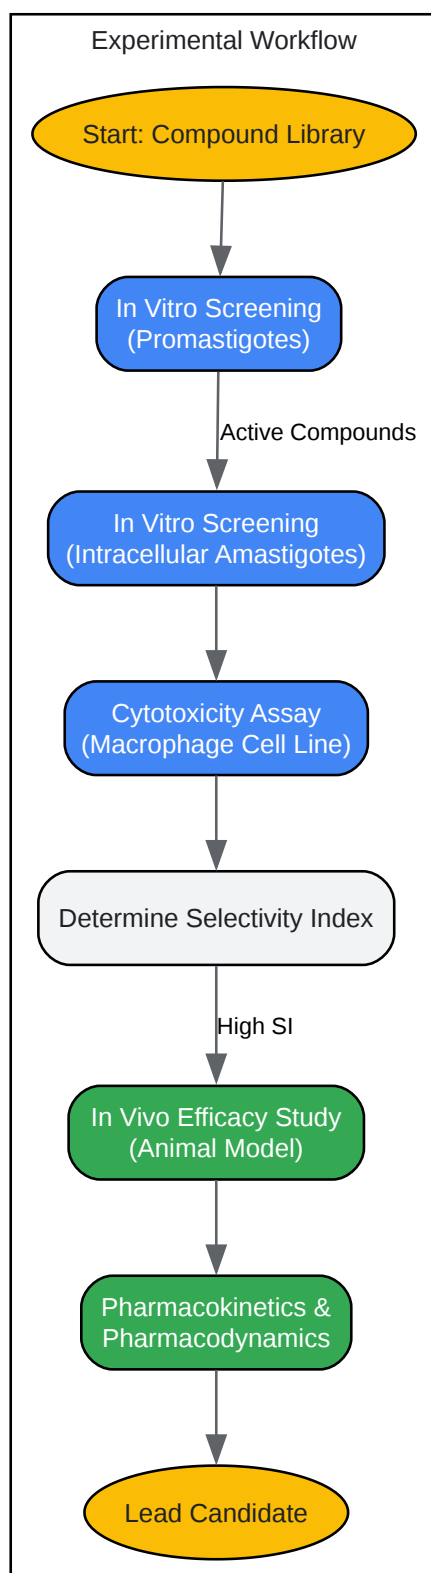 Experimental Workflow
Start: Compound Library
In Vitro Screening
(Promastigotes)
Active Compounds
In Vitro Screening
(Intracellular Amastigotes)
Cytotoxicity Assay
(Macrophage Cell Line)
Determine Selectivity Index
High SI
In Vivo Efficacy Study
(Animal Model)
Pharmacokinetics &
Pharmacodynamics
Lead Candidate